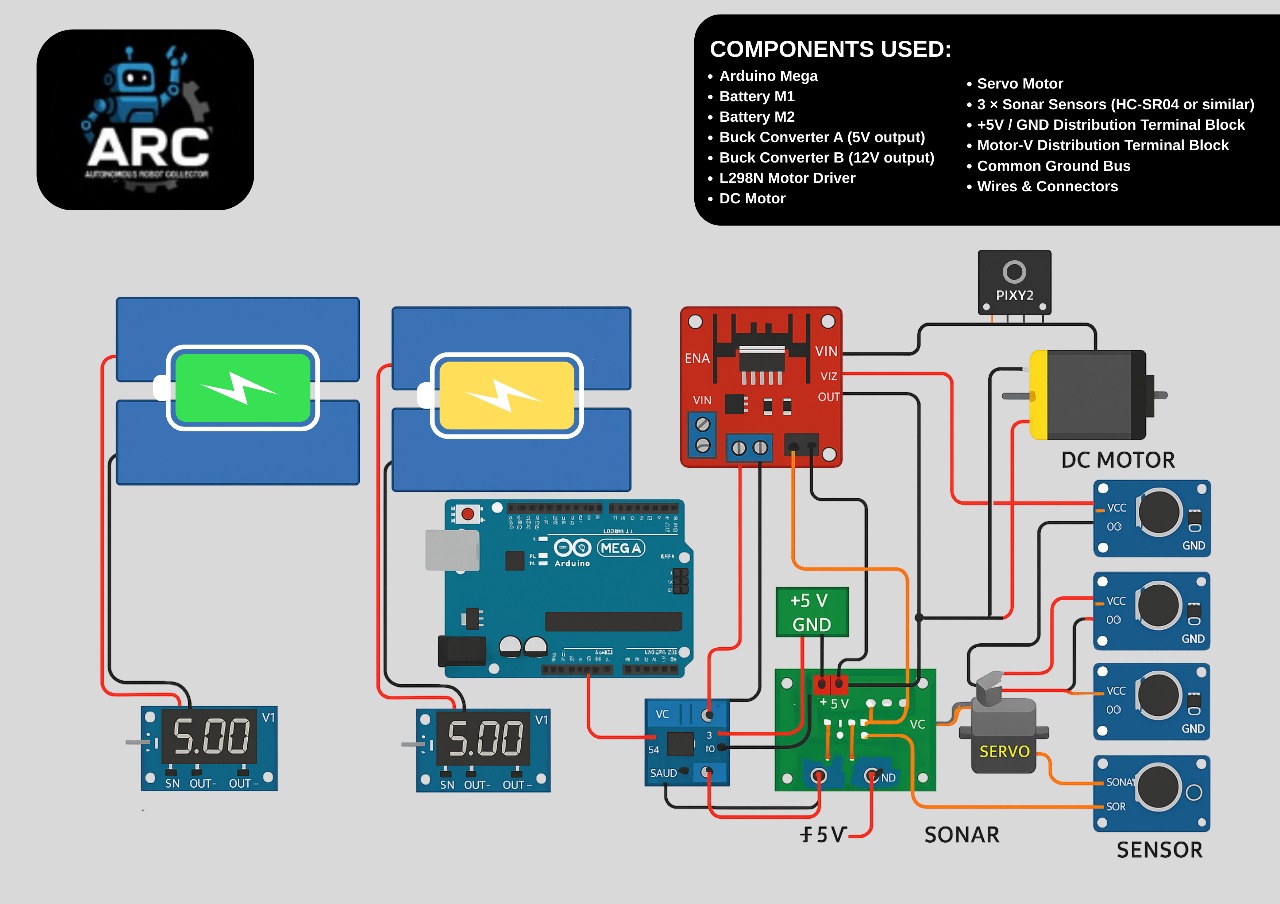 ARC
AUTONOMOUS ROBOT COLLECTOR
COMPONENTS USED:
• Arduino Mega
• Battery M1
• Battery M2
• Buck Converter A (5V output)
• Buck Converter B (12V output)
• L298N Motor Driver
• DC Motor
• Servo Motor
• 3 × Sonar Sensors (HC-SR04 or similar)
• +5V / GND Distribution Terminal Block
• Motor-V Distribution Terminal Block
• Common Ground Bus
• Wires & Connectors
PIXY2
ENA
VIN
VIZ
OUT
VIN
DC MOTOR
VCC
GND
MEGA
Arduino
VCC
GND
+5 V
GND
VCC
5.00
V1
SN OUT- OUT –
5.00
V1
SN OUT- OUT –
VC
54
3
SAUD
+ 5 V
VC
ND
SERVO
SOR
5V
SONAR
SENSOR